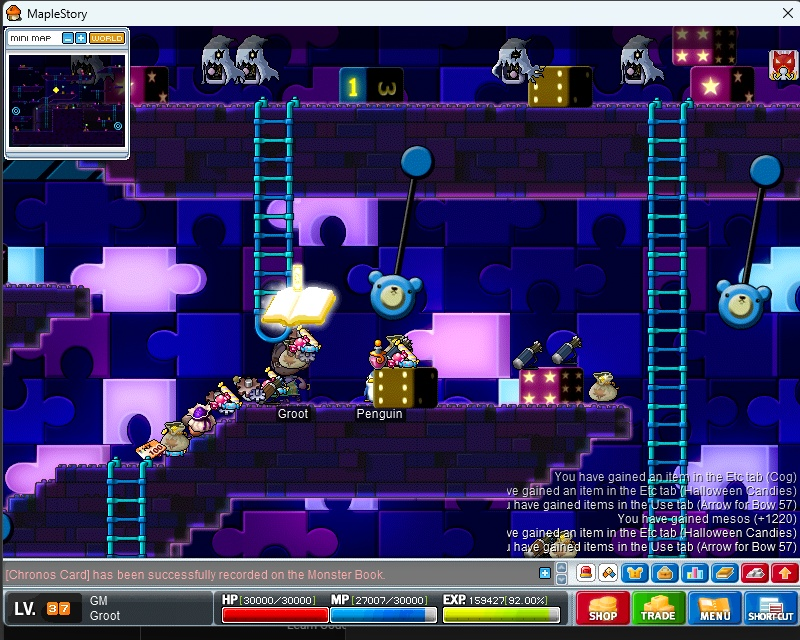 MapleStory
MINI MAP
WORLD
1 3
Groot
Penguin
You have gained an item in the Etc tab (Cog)
ve gained an item in the Etc tab (Halloween Candies)
u have gained items in the Use tab (Arrow for Bow 57)
You have gained mesos (+1220)
ve gained an item in the Etc tab (Halloween Candies)
u have gained items in the Use tab (Arrow for Bow 57)
[Chronos Card] has been successfully recorded on the Monster Book.
LV. 37
GM
Groot
HP [30000/30000]
MP [27007/30000]
EXP. 159427[92.00%]
SHOP
TRADE
MENU
SHORTCUT